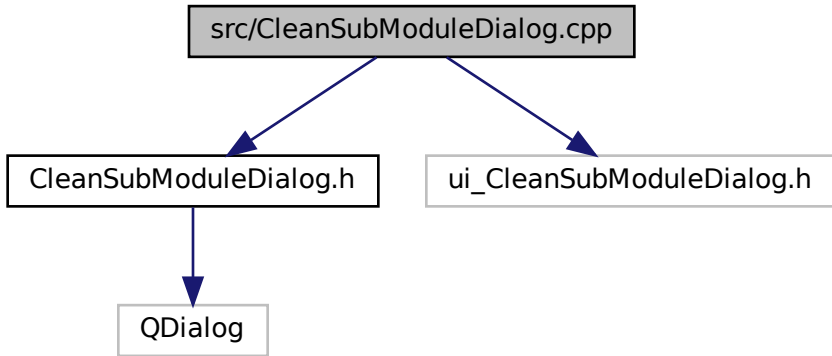 src/CleanSubModuleDialog.cpp
CleanSubModuleDialog.h
ui_CleanSubModuleDialog.h
QDialog